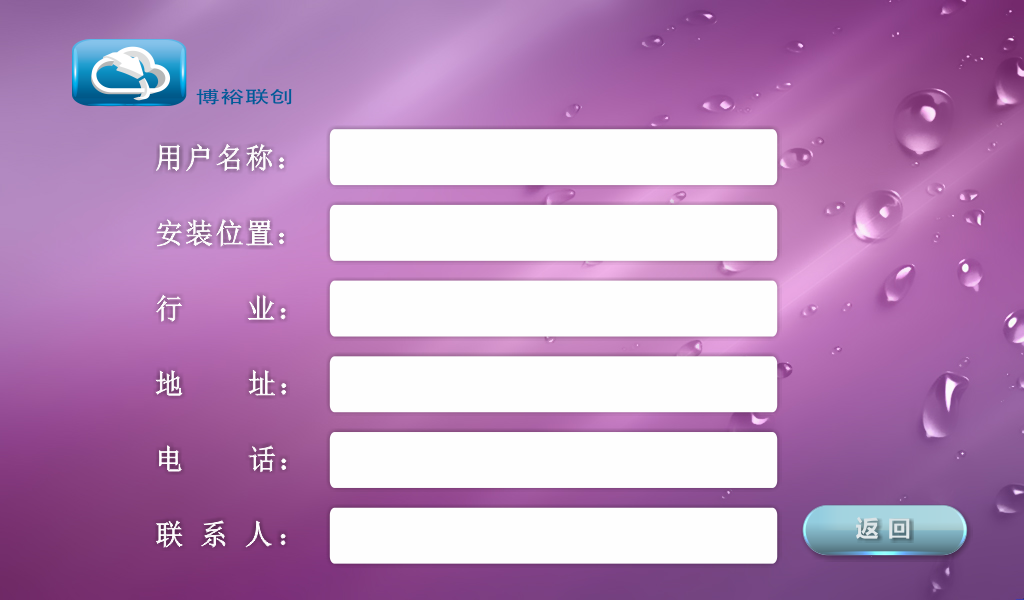 博裕联创
用户名称：
安装位置：
行 业：
地 址：
电 话：
联 系 人：
返 回